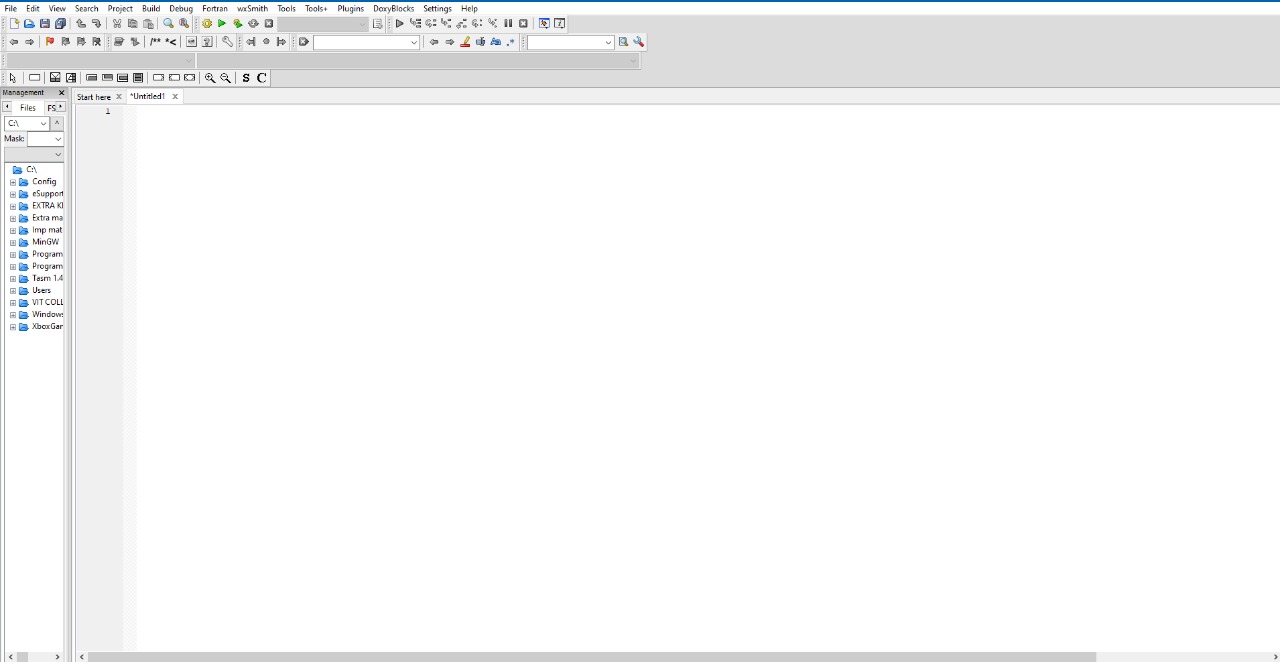 File Edit View Search Project Build Debug Fortran wxSmith Tools Tools+ Plugins DoxyBlocks Settings Help
/** *<
S C
Management
Start here *Untitled1
Files FS
1
C:\
Mask:
C:\
Config
eSupport
EXTRA KI
Extra ma
Imp mat
MinGW
Program
Program
Tasm 1.4
Users
VIT COLL
Windows
XboxGar